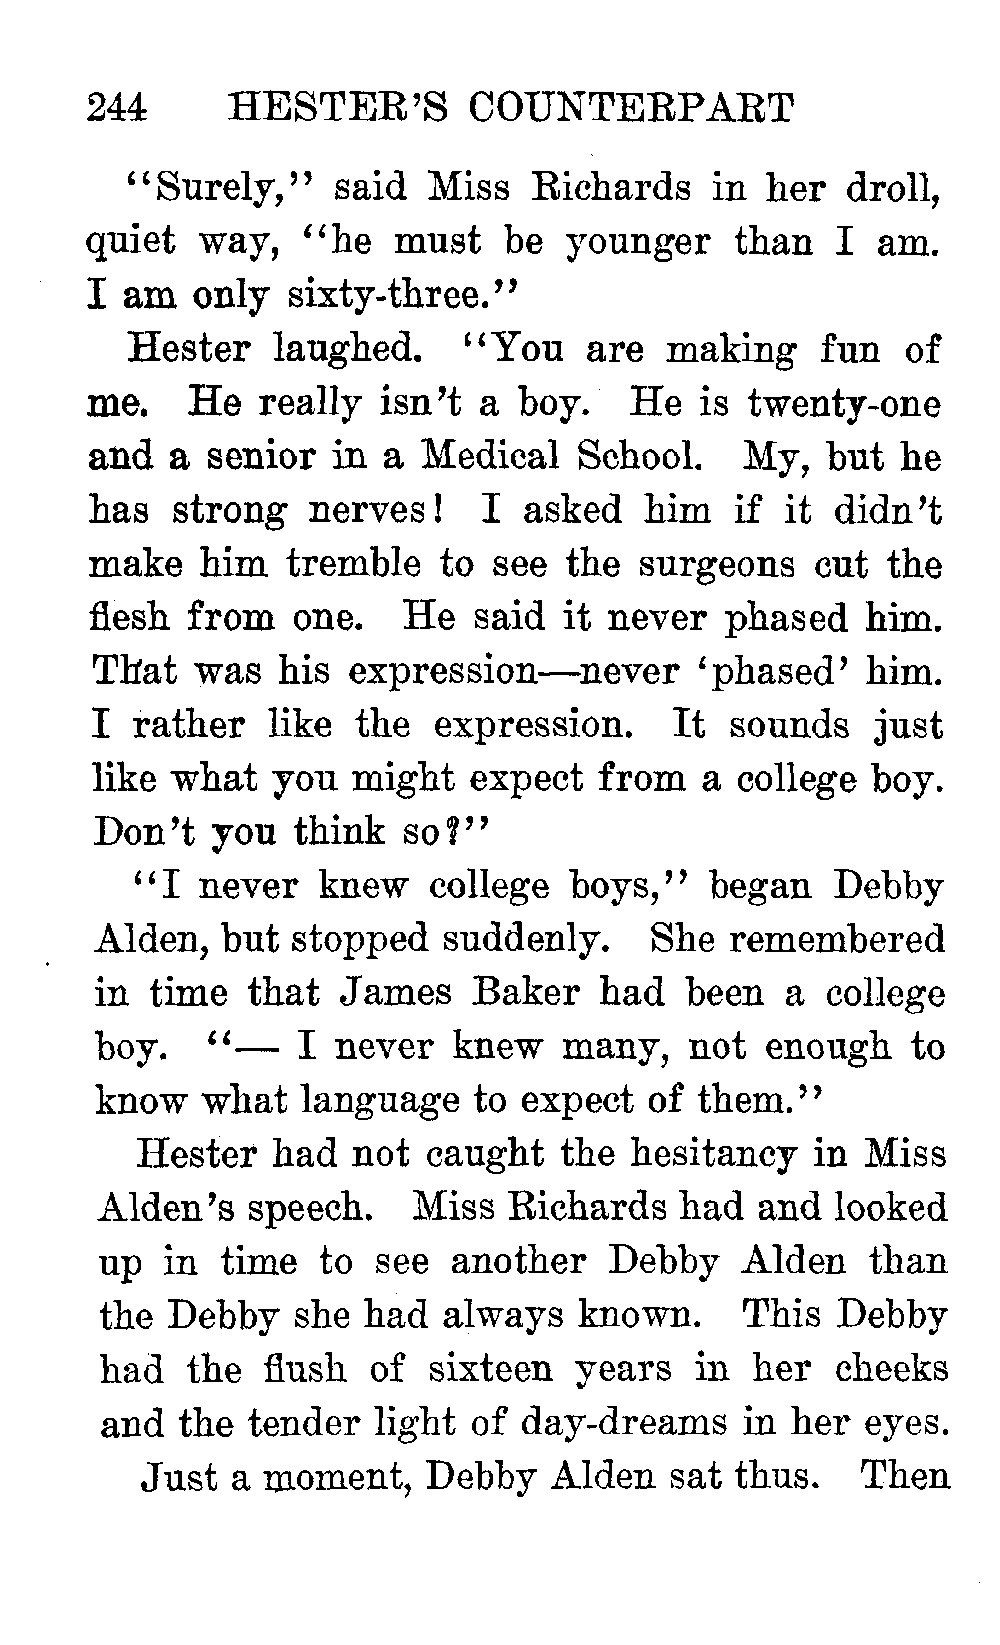 244 HESTER'S COUNTERPART
"Surely," said Miss Richards in her droll,
quiet way, "he must be younger than I am.
I am only sixty-three."
Hester laughed. "You are making fun of
me. He really isn't a boy. He is twenty-one
and a senior in a Medical School. My, but he
has strong nerves! I asked him if it didn't
make him tremble to see the surgeons cut the
flesh from one. He said it never phased him.
That was his expression—never 'phased' him.
I rather like the expression. It sounds just
like what you might expect from a college boy.
Don't you think so?"
"I never knew college boys," began Debby
Alden, but stopped suddenly. She remembered
in time that James Baker had been a college
boy. "— I never knew many, not enough to
know what language to expect of them."
Hester had not caught the hesitancy in Miss
Alden's speech. Miss Richards had and looked
up in time to see another Debby Alden than
the Debby she had always known. This Debby
had the flush of sixteen years in her cheeks
and the tender light of day-dreams in her eyes.
Just a moment, Debby Alden sat thus. Then